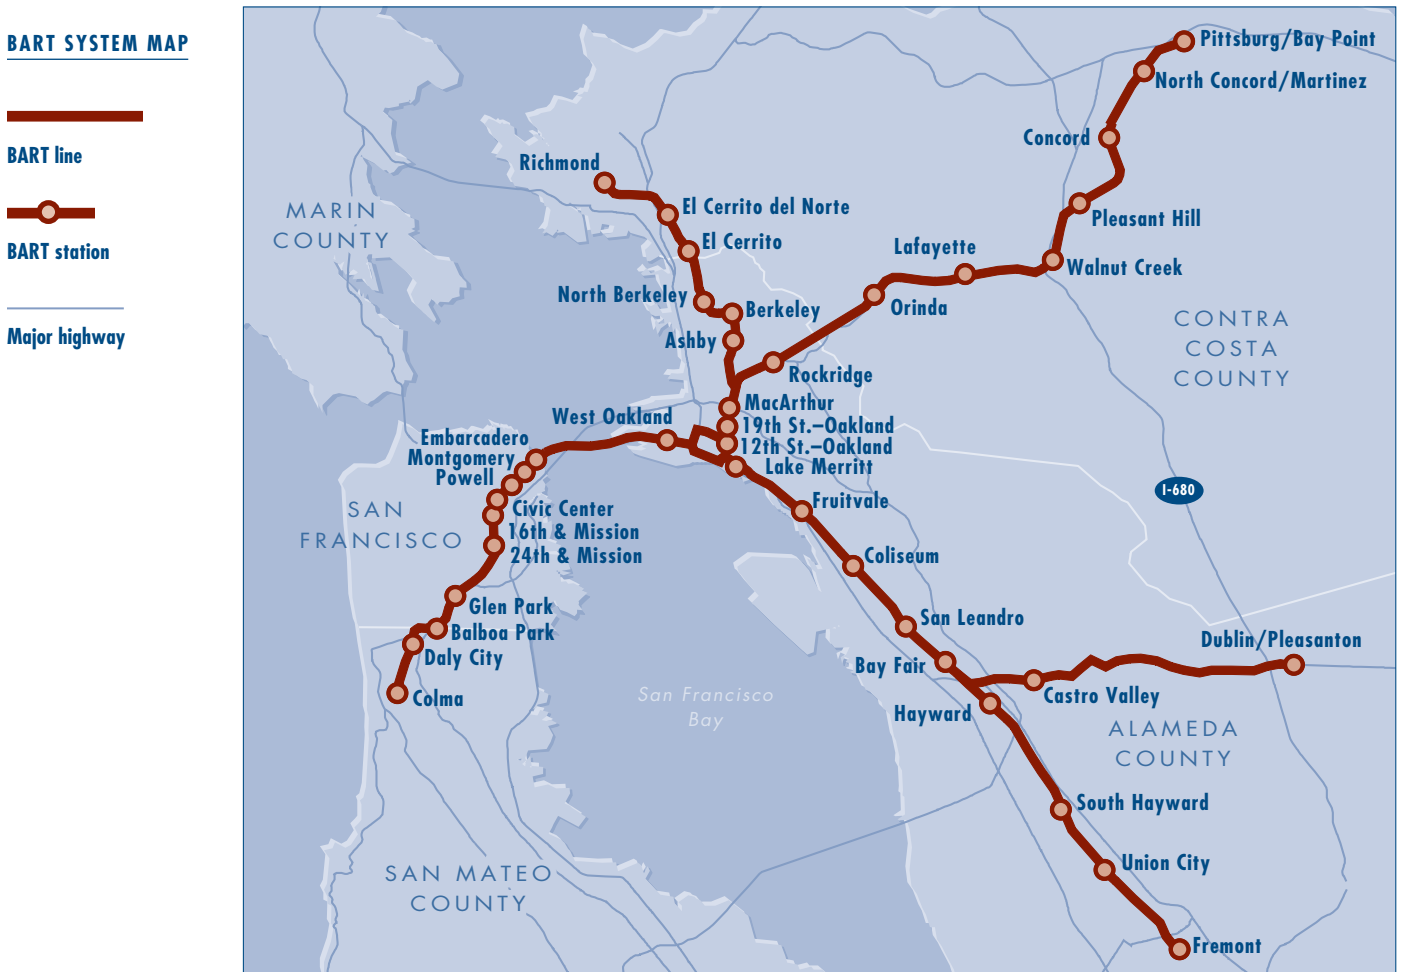 BART SYSTEM MAP
BART line
BART station
Major highway
Pittsburg/Bay Point
North Concord/Martinez
Concord
Richmond
MARIN
COUNTY
El Cerrito del Norte
Pleasant Hill
El Cerrito
Lafayette
Walnut Creek
North Berkeley
Berkeley
Orinda
CONTRA
COSTA
COUNTY
Ashby
Rockridge
MacArthur
West Oakland
19th St.–Oakland
12th St.–Oakland
Embarcadero
Montgomery
Powell
Lake Merritt
I-680
SAN
FRANCISCO
Civic Center
16th & Mission
24th & Mission
Fruitvale
Coliseum
Glen Park
Balboa Park
Daly City
Colma
San Leandro
Dublin/Pleasanton
Bay Fair
San Francisco
Bay
Castro Valley
Hayward
ALAMEDA
COUNTY
South Hayward
Union City
SAN MATEO
COUNTY
Fremont